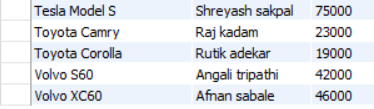 Tesla Model S Shreyash sakpal 75000
Toyota Camry Raj kadam 23000
Toyota Corolla Rutik adekar 19000
Volvo S60 Angali tripathi 42000
Volvo XC60 Afnan sabale 46000